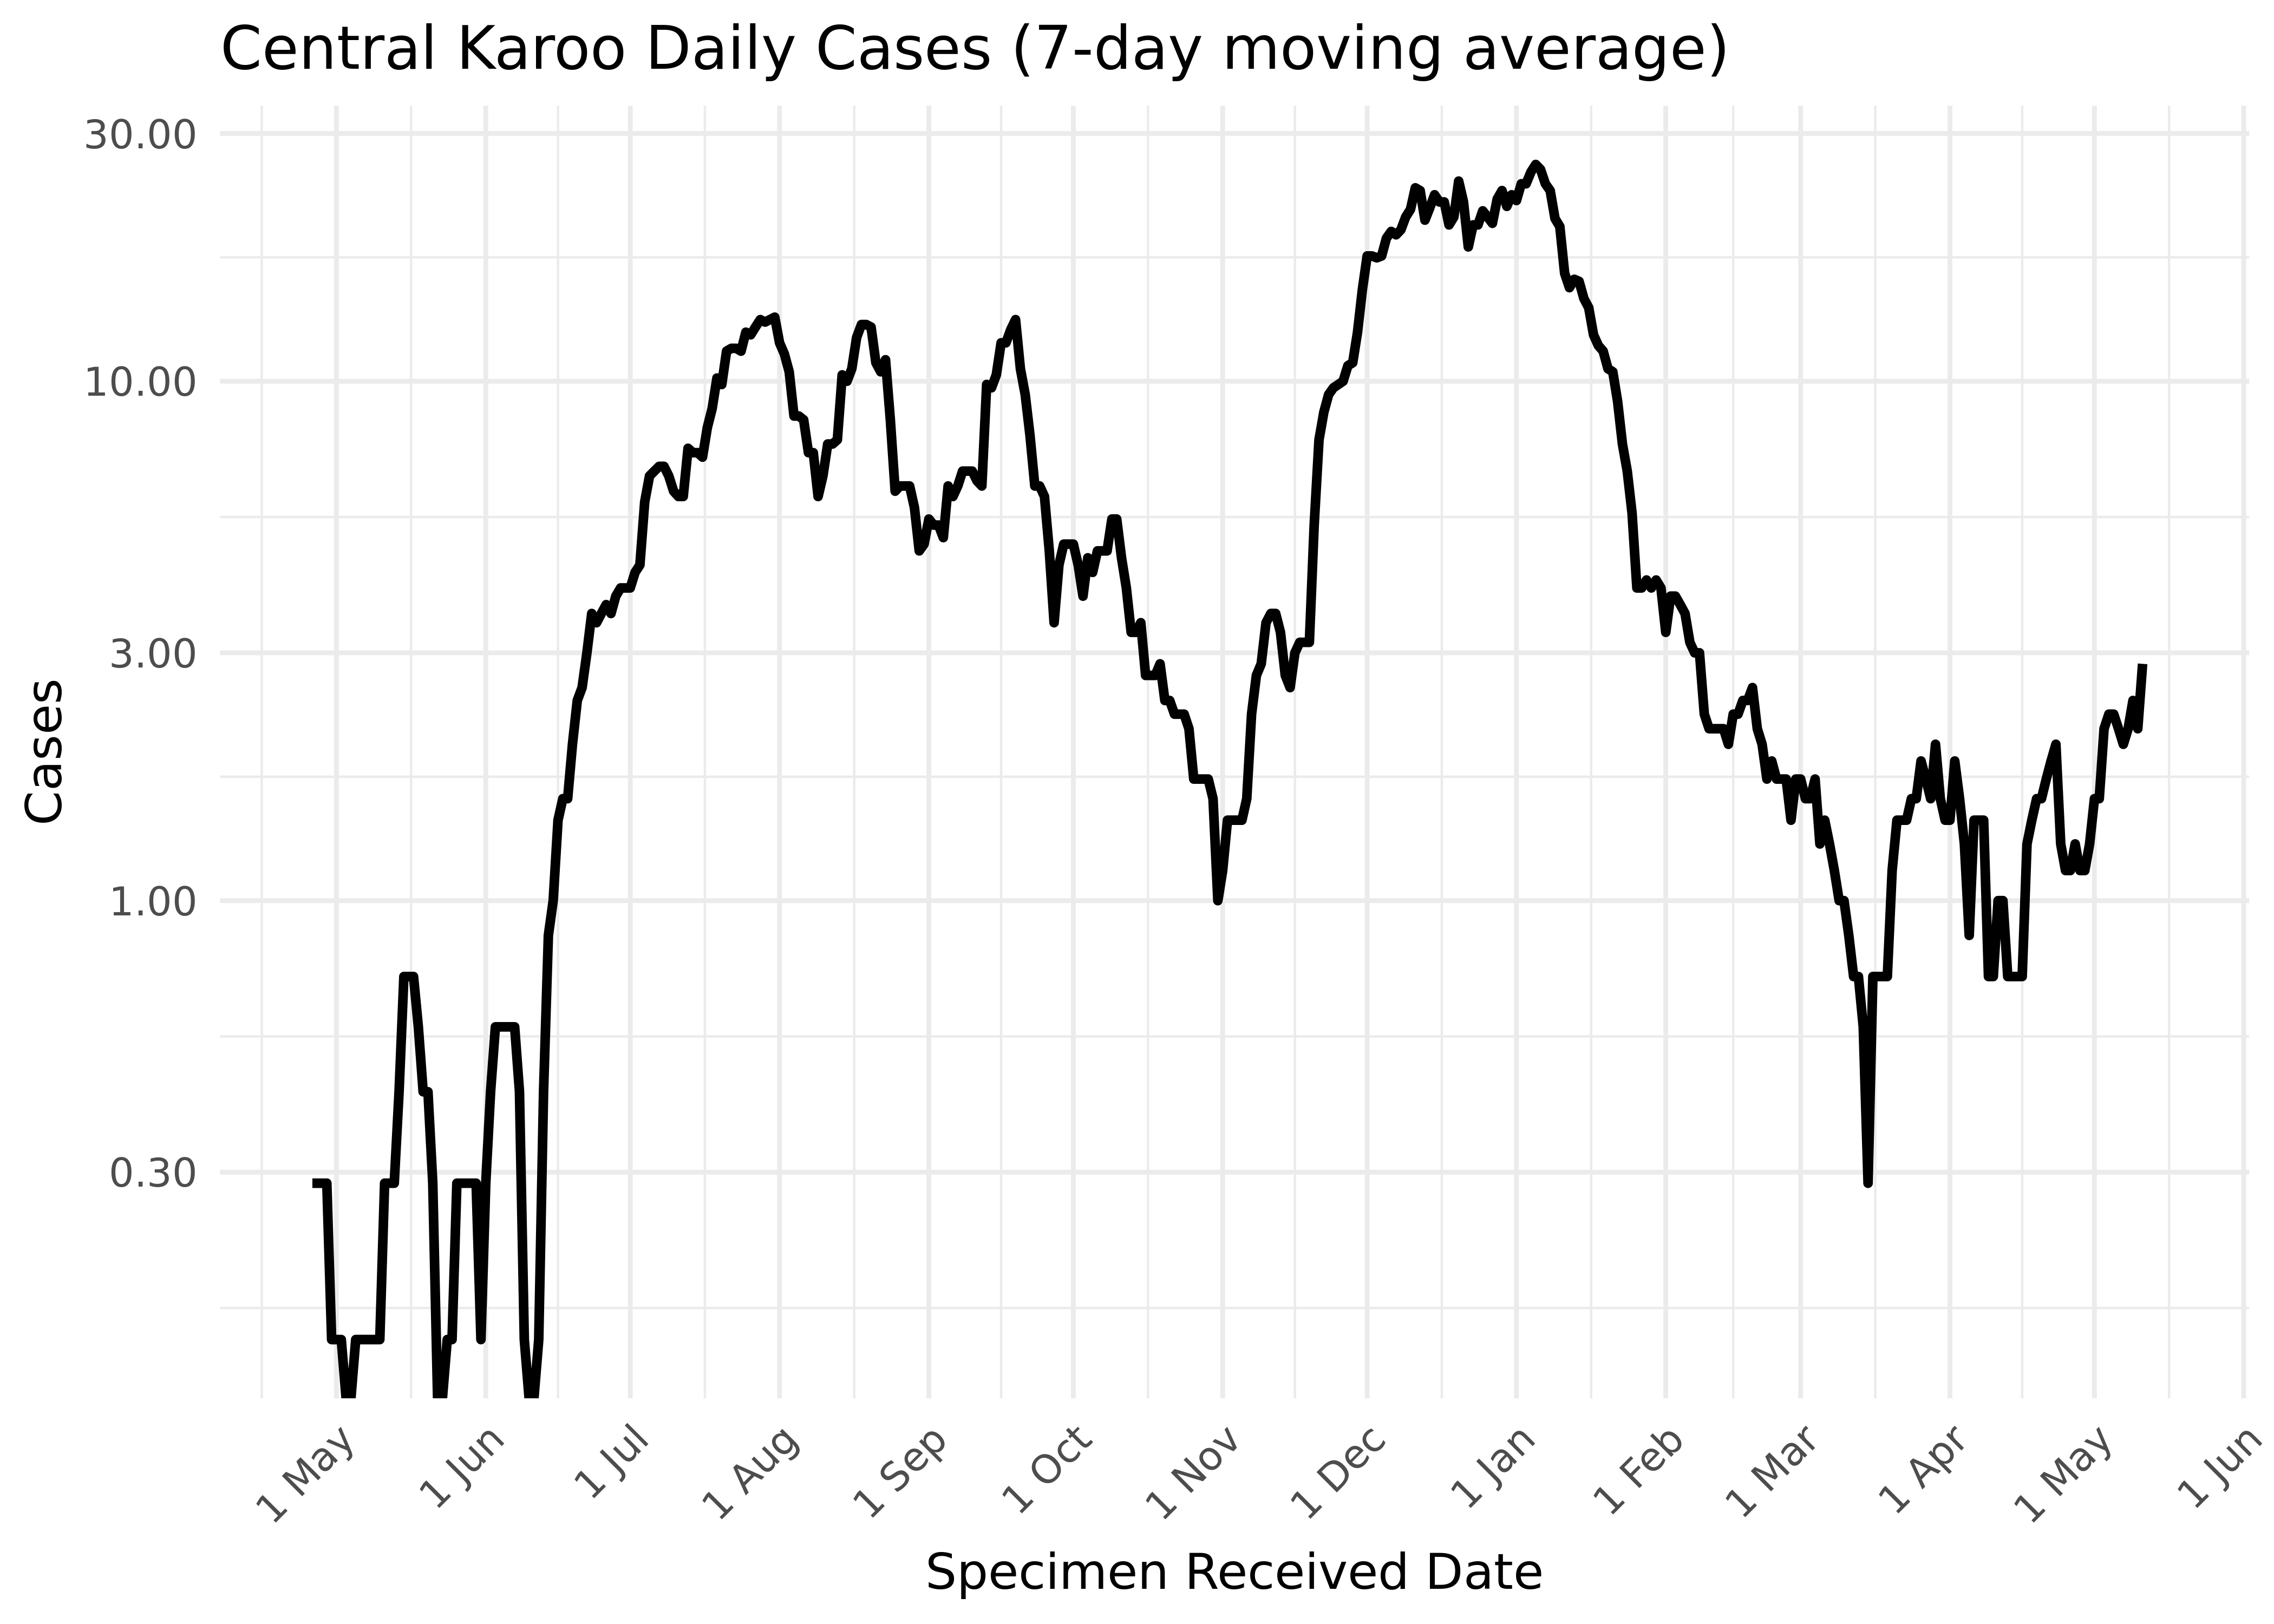 Central Karoo Daily Cases (7-day moving average)
30.00
10.00
3.00
1.00
0.30
Cases
1 May
1 Jun
1 Jul
1 Aug
1 Sep
1 Oct
1 Nov
1 Dec
1 Jan
1 Feb
1 Mar
1 Apr
1 May
1 Jun
Specimen Received Date